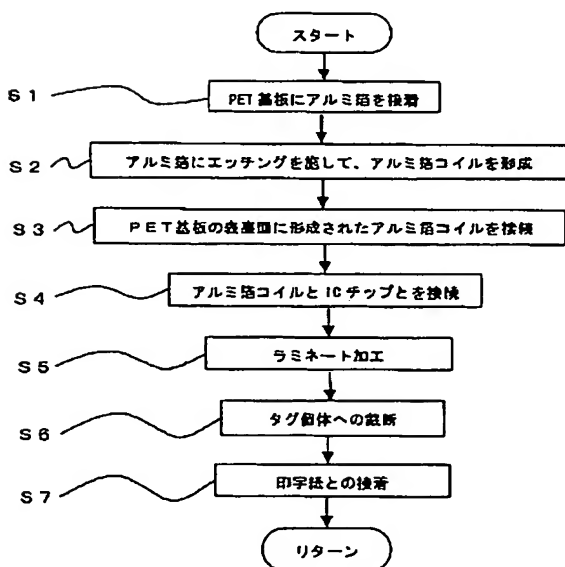 スタート
S1 PET基板にアルミ箔を接着
S2 アルミ箔にエッチングを施して、アルミ箔コイルを形成
S3 PET基板の表裏面に形成されたアルミ箔コイルを接続
S4 アルミ箔コイルとICチップとを接続
S5 ラミネート加工
S6 タグ個体への裁断
S7 印字紙との接着
リターン